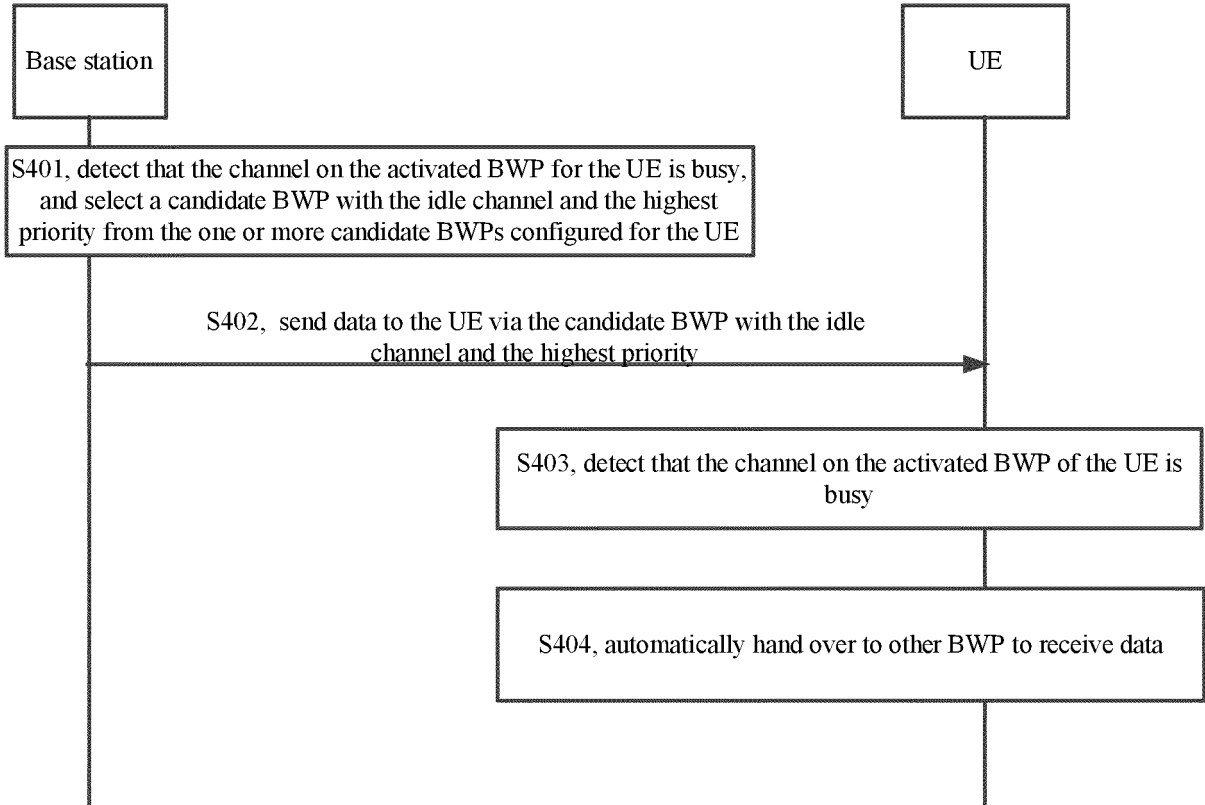 Base station
UE
S401, detect that the channel on the activated BWP for the UE is busy,
and select a candidate BWP with the idle channel and the highest
priority from the one or more candidate BWPs configured for the UE
S402, send data to the UE via the candidate BWP with the idle
channel and the highest priority
S403, detect that the channel on the activated BWP of the UE is
busy
S404, automatically hand over to other BWP to receive data